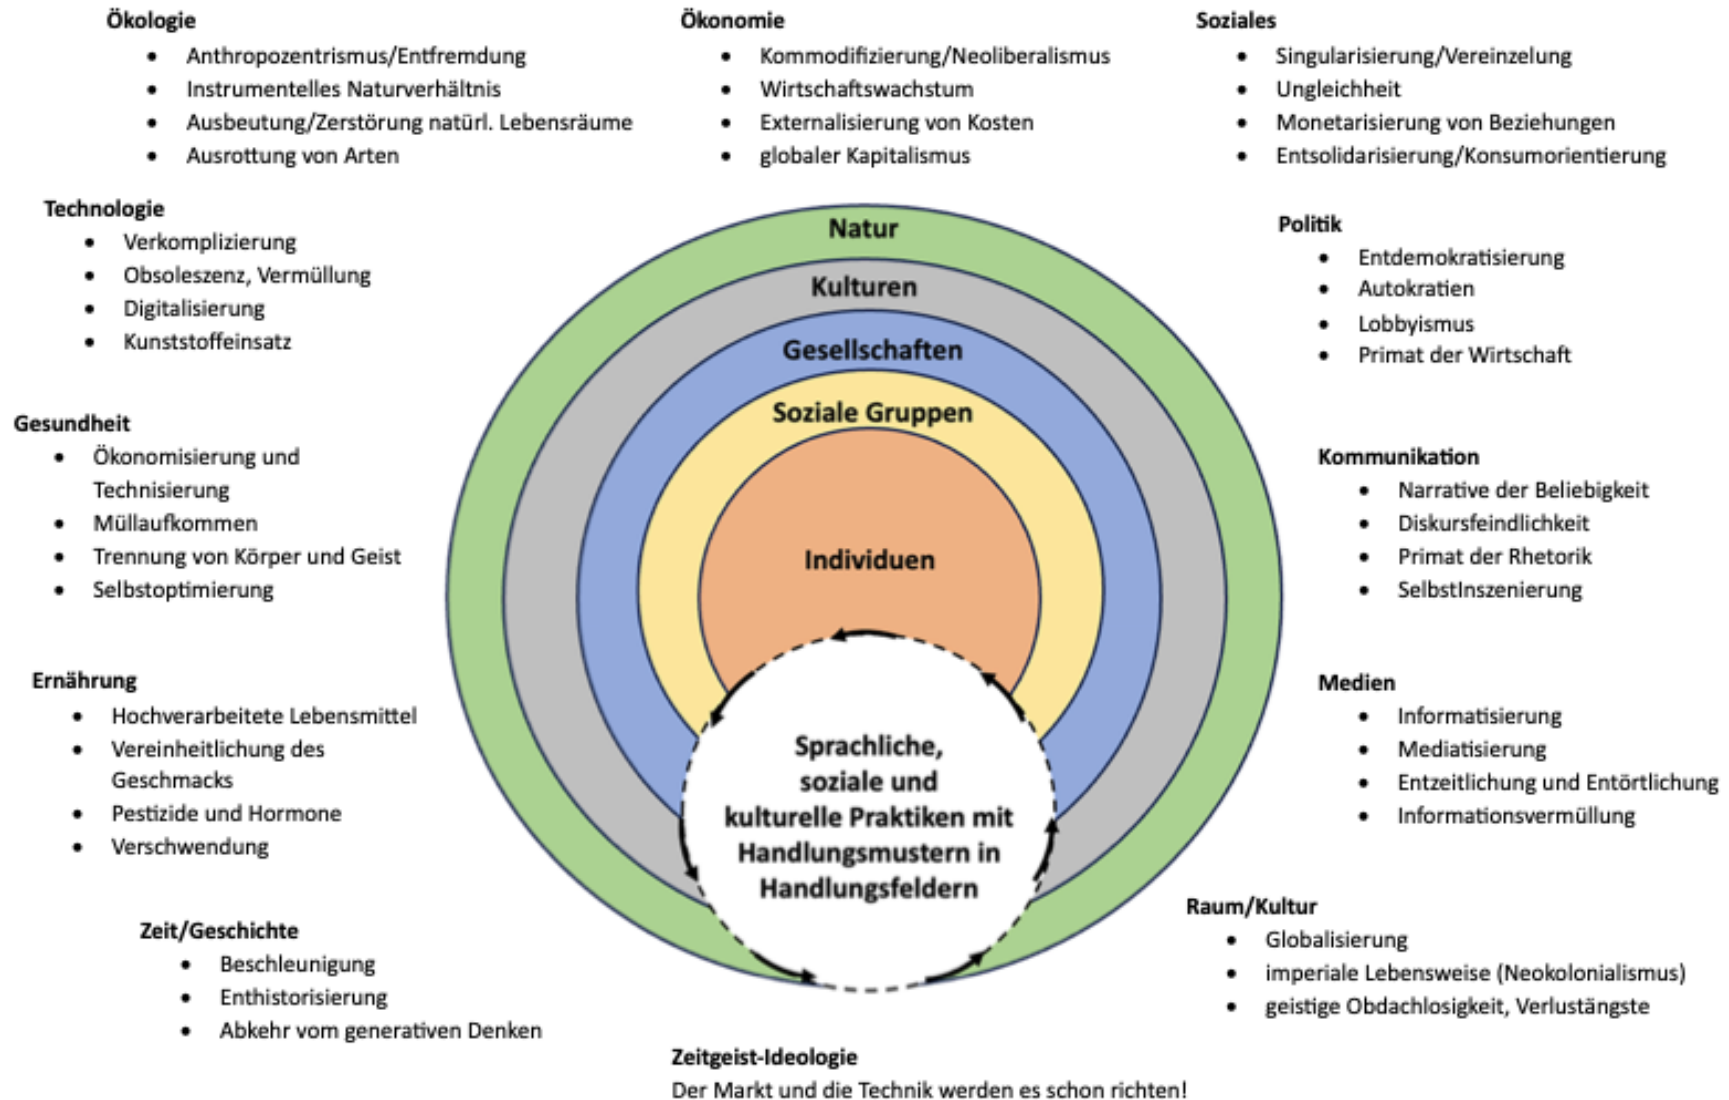 Ökologie
Anthropozentrismus/Entfremdung
Instrumentelles Naturverhältnis
Ausbeutung/Zerstörung natürl. Lebensräume
Ausrottung von Arten
Ökonomie
Kommodifizierung/Neoliberalismus
Wirtschaftswachstum
Externalisierung von Kosten
globaler Kapitalismus
Soziales
Singularisierung/Vereinzelung
Ungleichheit
Monetarisierung von Beziehungen
Entsolidarisierung/Konsumorientierung
Technologie
Verkomplizierung
Obsoleszenz, Vermüllung
Digitalisierung
Kunststoffeinsatz
Politik
Entdemokratisierung
Autokratien
Lobbyismus
Primat der Wirtschaft
Natur
Kulturen
Gesellschaften
Soziale Gruppen
Individuen
Sprachliche,
soziale und
kulturelle Praktiken mit
Handlungsmustern in
Handlungsfeldern
Gesundheit
Ökonomisierung und
Technisierung
Müllaufkommen
Trennung von Körper und Geist
Selbstoptimierung
Kommunikation
Narrative der Beliebigkeit
Diskursfeindlichkeit
Primat der Rhetorik
SelbstInszenierung
Ernährung
Hochverarbeitete Lebensmittel
Vereinheitlichung des
Geschmacks
Pestizide und Hormone
Verschwendung
Medien
Informatisierung
Mediatisierung
Entzeitlichung und Entörtlichung
Informationsvermüllung
Zeit/Geschichte
Beschleunigung
Enthistorisierung
Abkehr vom generativen Denken
Raum/Kultur
Globalisierung
imperiale Lebensweise (Neokolonialismus)
geistige Obdachlosigkeit, Verlustängste
Zeitgeist-Ideologie
Der Markt und die Technik werden es schon richten!